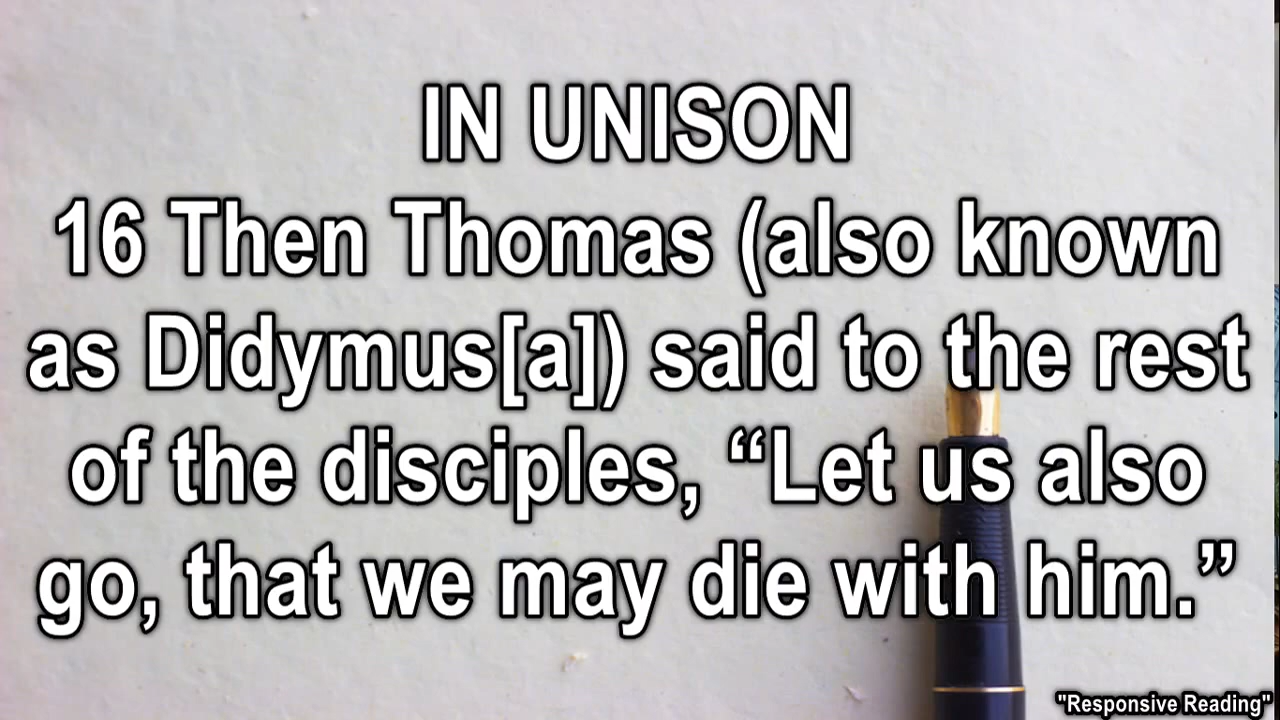 IN UNISON
16 Then Thomas (also known
as Didymus[a]) said to the rest
of the disciples, “Let us also
go, that we may die with him.”
"Responsive Reading"